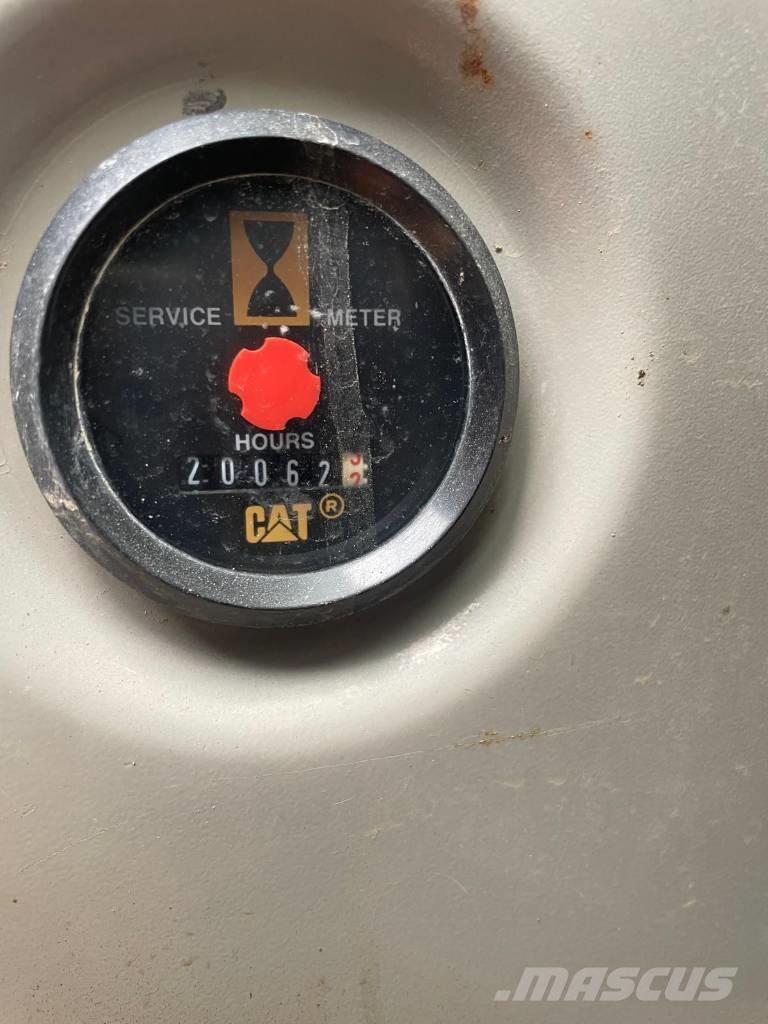 SERVICE METER
HOURS
20062
CAT®
MASCUS